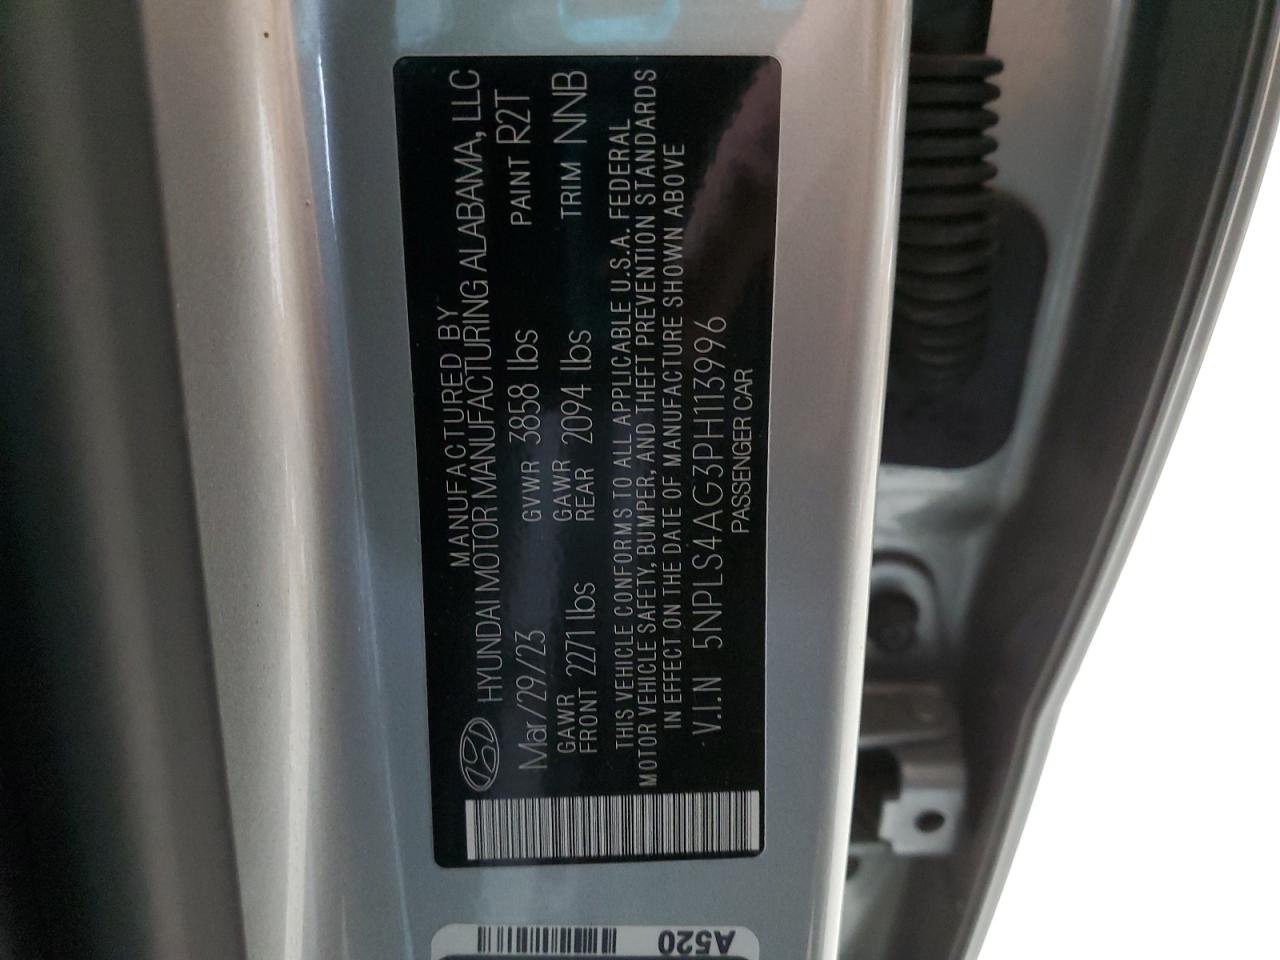 MANUFACTURED BY
HYUNDAI MOTOR MANUFACTURING ALABAMA, LLC
Mar/29/23 GVWR 3858 lbs PAINT R2T
GAWR FRONT 2271 lbs GAWR REAR 2094 lbs TRIM NNB
THIS VEHICLE CONFORMS TO ALL APPLICABLE U.S.A. FEDERAL
MOTOR VEHICLE SAFETY, BUMPER, AND THEFT PREVENTION STANDARDS
IN EFFECT ON THE DATE OF MANUFACTURE SHOWN ABOVE
V.I.N 5NPLS4AG3PH113996
PASSENGER CAR
A520